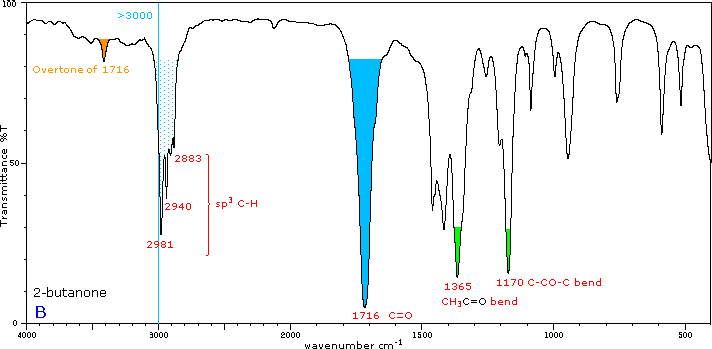 100
>3000
Overtone of 1716
2883
sp3 C-H
2940
2981
50
Transmittance %T
2-butanone
B
1716 C=O
1365
CH3C=O bend
1170 C-CO-C bend
0
4000
3000
2000
1500
1000
500
wavenumber cm-1